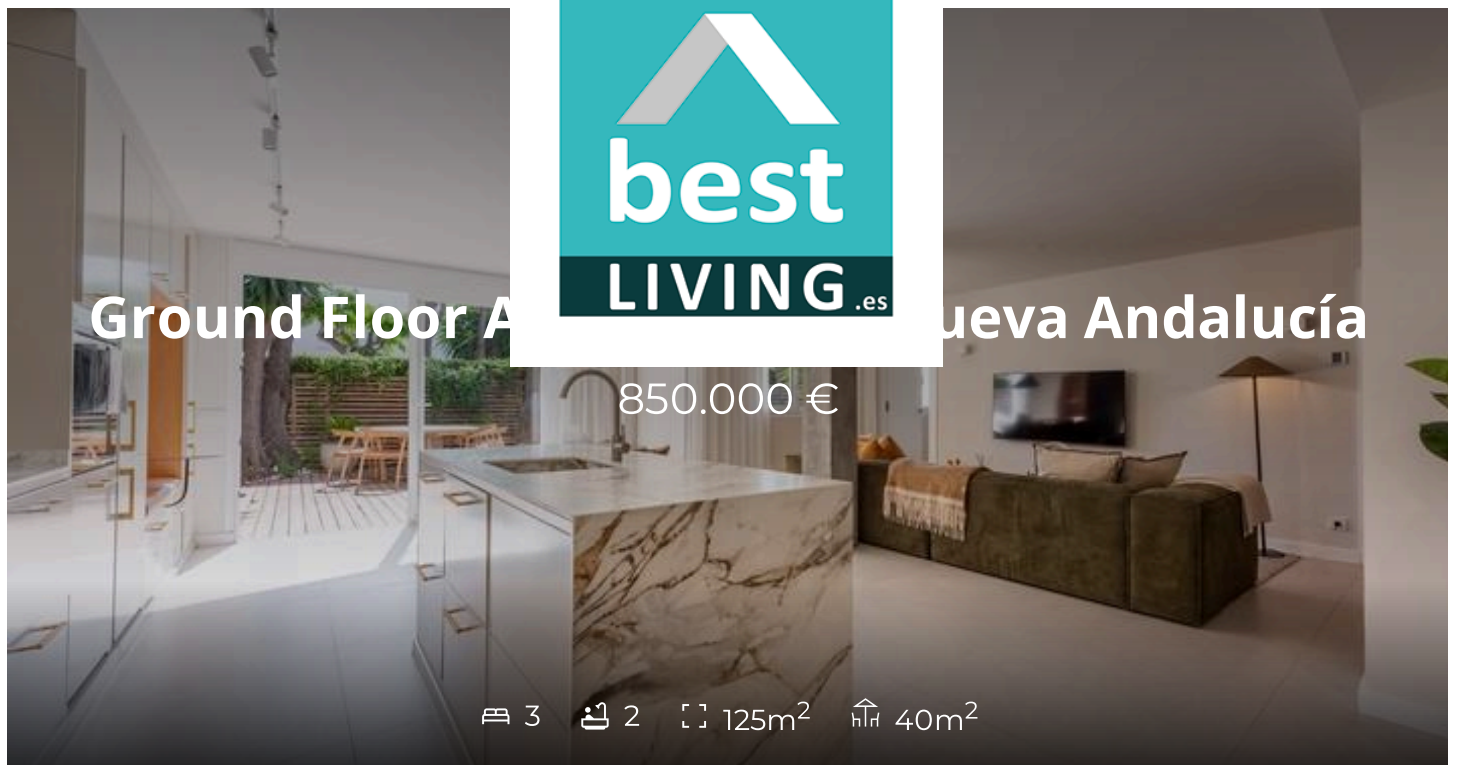 best
LIVING.es
Ground Floor A ueva Andalucía
850.000 €
3 2 125m² 40m²